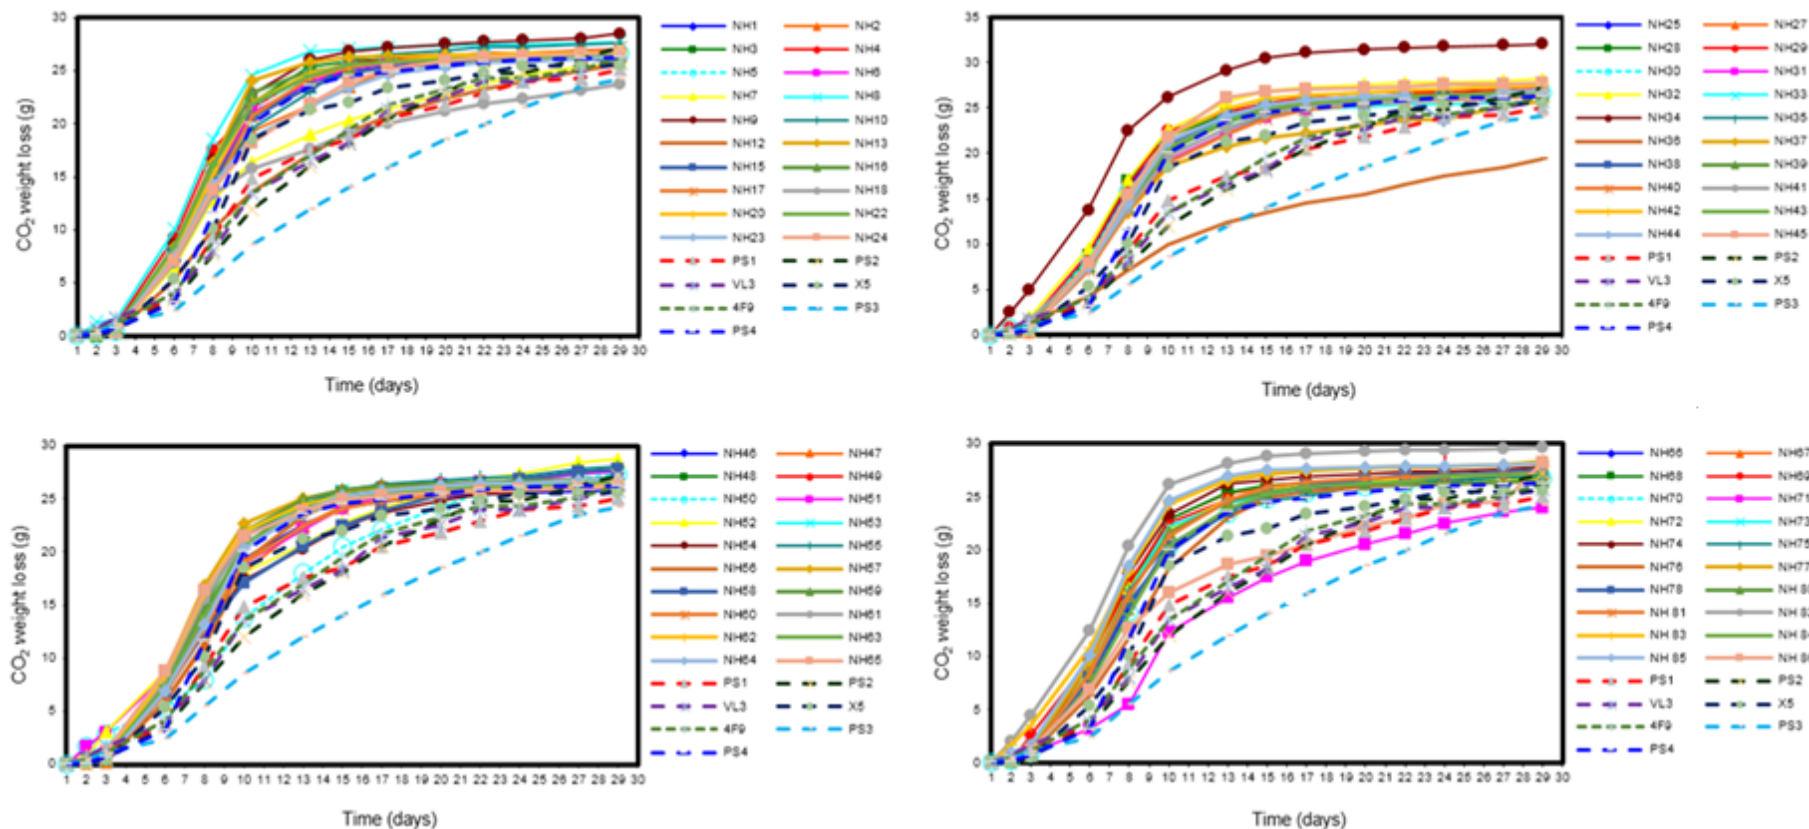 30
25
20
15
10
5
0
CO₂ weight loss (g)
1 2 3 4 5 6 7 8 9 10 11 12 13 14 15 16 17 18 19 20 21 22 23 24 25 26 27 28 29 30
Time (days)
NH1 NH2
NH3 NH4
NH5 NH6
NH7 NH8
NH9 NH10
NH12 NH13
NH15 NH16
NH17 NH18
NH20 NH22
NH23 NH24
PS1 PS2
VL3 X5
4F9 PS3
PS4
35
30
25
20
15
10
5
0
CO₂ weight loss (g)
1 2 3 4 5 6 7 8 9 10 11 12 13 14 15 16 17 18 19 20 21 22 23 24 25 26 27 28 29 30
Time (days)
NH25 NH27
NH28 NH29
NH30 NH31
NH32 NH33
NH34 NH35
NH36 NH37
NH38 NH39
NH40 NH41
NH42 NH43
NH44 NH45
PS1 PS2
VL3 X5
4F9 PS3
PS4
30
25
20
15
10
5
0
CO₂ weight loss (g)
1 2 3 4 5 6 7 8 9 10 11 12 13 14 15 16 17 18 19 20 21 22 23 24 25 26 27 28 29 30
Time (days)
NH46 NH47
NH48 NH49
NH50 NH51
NH52 NH53
NH54 NH55
NH56 NH57
NH58 NH59
NH60 NH61
NH62 NH63
NH64 NH65
PS1 PS2
VL3 X5
4F9 PS3
PS4
30
25
20
15
10
5
0
CO₂ weight loss (g)
1 2 3 4 5 6 7 8 9 10 11 12 13 14 15 16 17 18 19 20 21 22 23 24 25 26 27 28 29 30
Time (days)
NH66 NH67
NH68 NH69
NH70 NH71
NH72 NH73
NH74 NH75
NH76 NH77
NH78
NH 81
NH 83
NH 85
PS1 PS2
VL3 X5
4F9 PS3
PS4